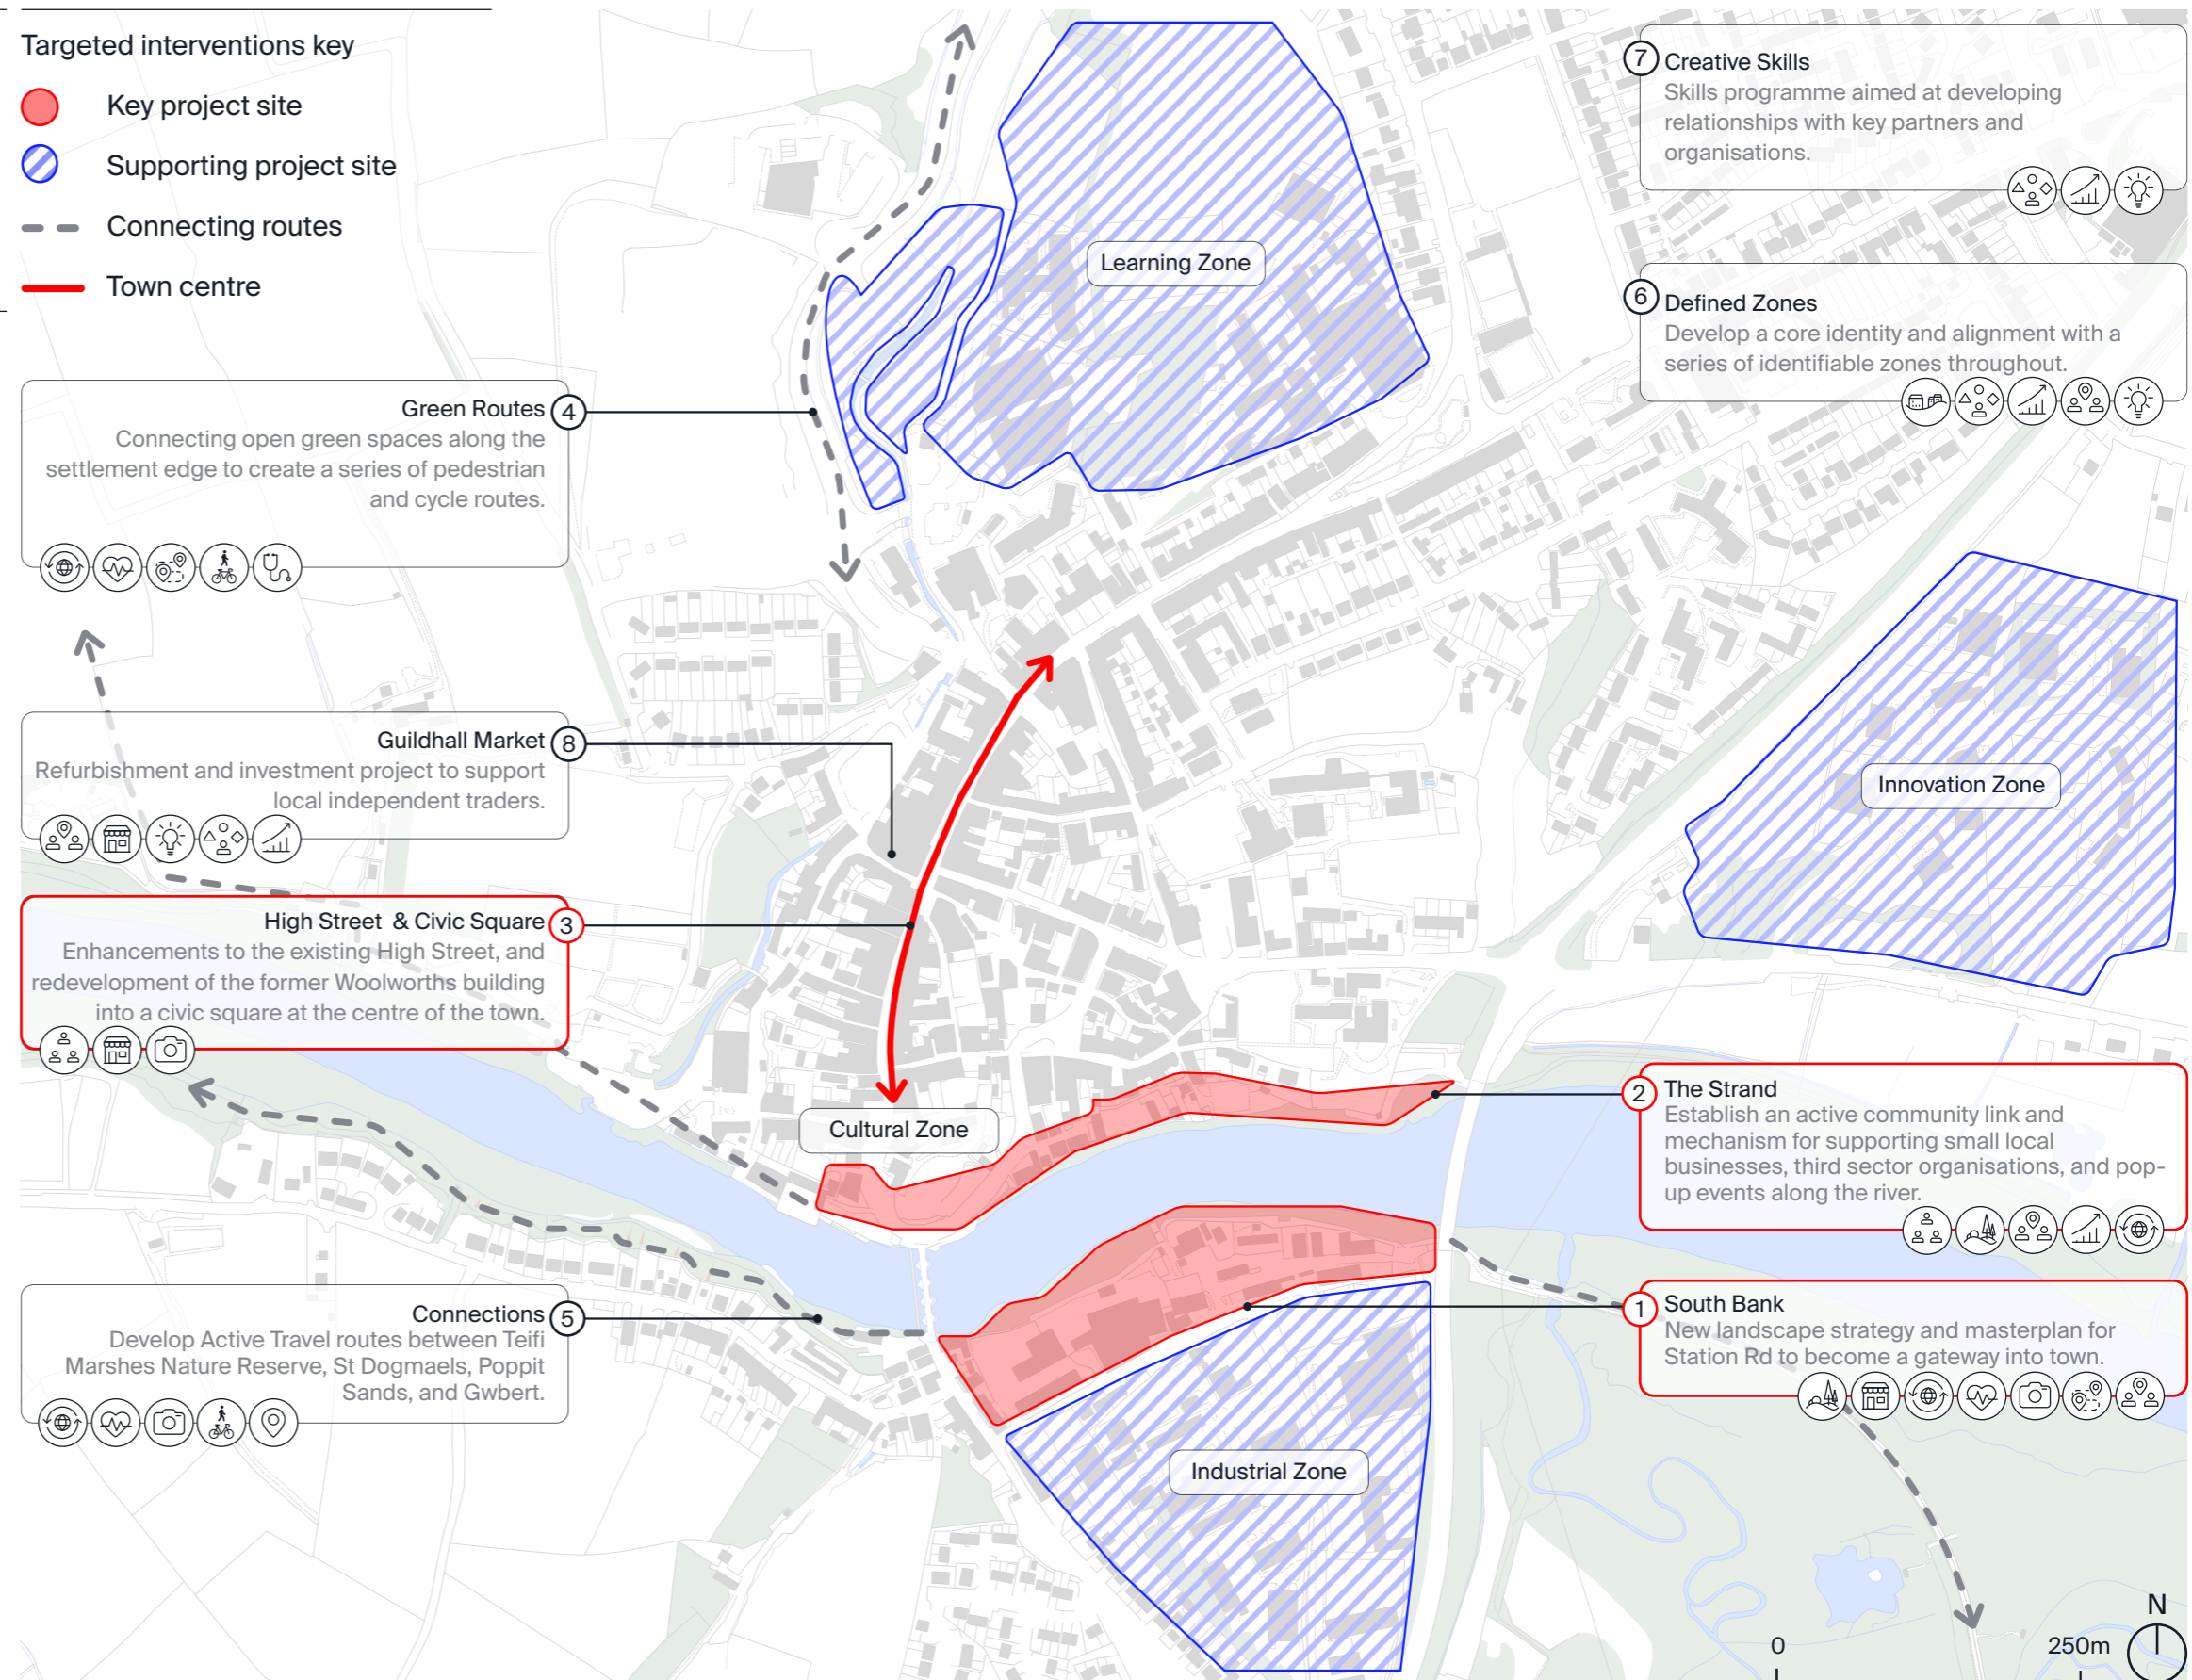 Targeted interventions key
Key project site
Supporting project site
Connecting routes
Town centre
7
Creative Skills
Skills programme aimed at developing
relationships with key partners and
organisations.
6
Defined Zones
Develop a core identity and alignment with a
series of identifiable zones throughout.
Learning Zone
Green Routes
4
Connecting open green spaces along the
settlement edge to create a series of pedestrian
and cycle routes.
Guildhall Market
8
Refurbishment and investment project to support
local independent traders.
Innovation Zone
High Street & Civic Square
3
Enhancements to the existing High Street, and
redevelopment of the former Woolworths building
into a civic square at the centre of the town.
Cultural Zone
2
The Strand
Establish an active community link and
mechanism for supporting small local
businesses, third sector organisations, and pop-
up events along the river.
1
South Bank
New landscape strategy and masterplan for
Station Rd to become a gateway into town.
Connections
5
Develop Active Travel routes between Teifi
Marshes Nature Reserve, St Dogmaels, Poppit
Sands, and Gwbert.
Industrial Zone
0
250m
N